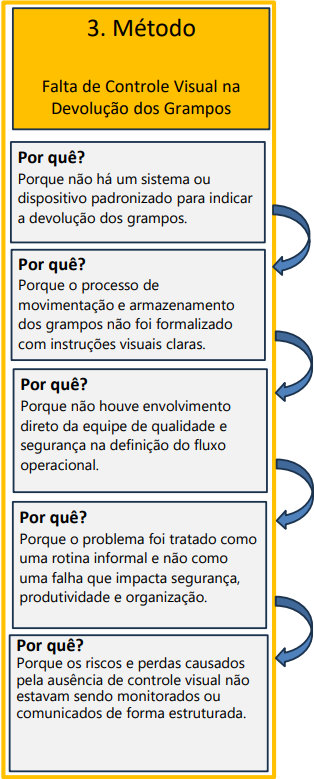 3. Método
Falta de Controle Visual na
Devolução dos Grampos
Por quê?
Porque não há um sistema ou
dispositivo padronizado para indicar
a devolução dos grampos.
Por quê?
Porque o processo de
movimentação e armazenamento
dos grampos não foi formalizado
com instruções visuais claras.
Por quê?
Porque não houve envolvimento
direto da equipe de qualidade e
segurança na definição do fluxo
operacional.
Por quê?
Porque o problema foi tratado como
uma rotina informal e não como
uma falha que impacta segurança,
produtividade e organização.
Por quê?
Porque os riscos e perdas causados
pela ausência de controle visual não
estavam sendo monitorados ou
comunicados de forma estruturada.